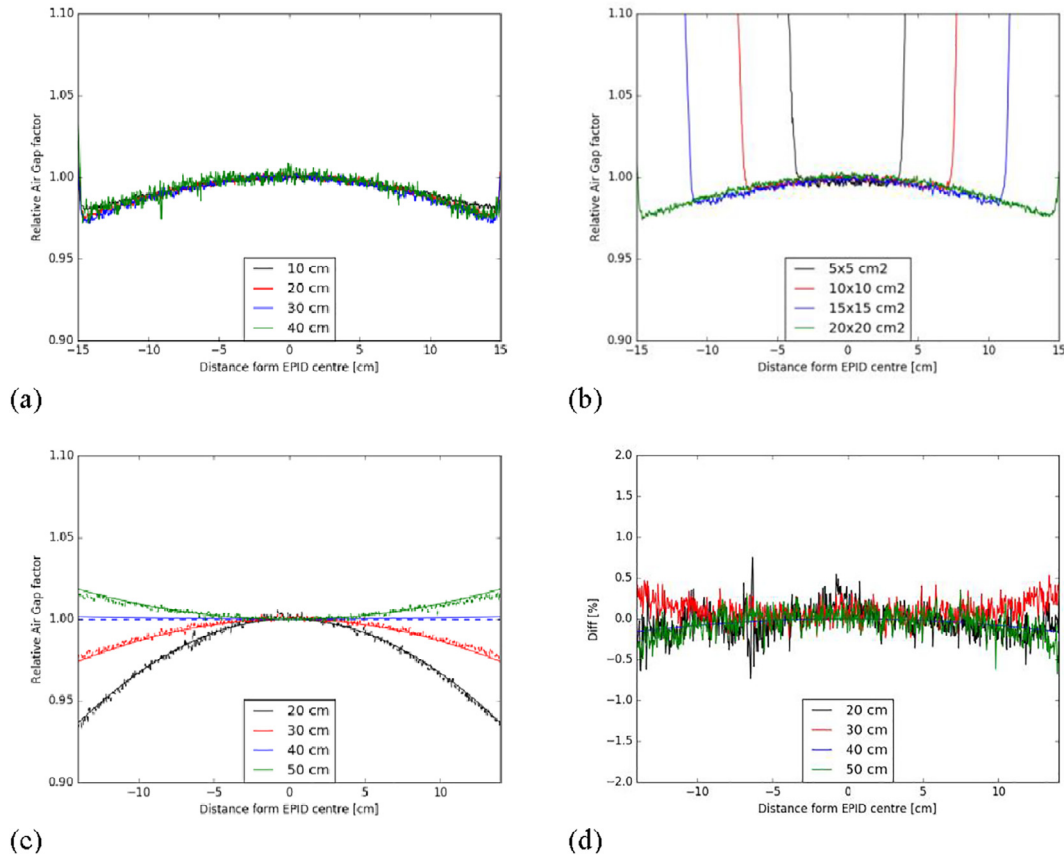 1.10
1.05
1.00
0.95
0.90
Relative Air Gap factor
10 cm
20 cm
30 cm
40 cm
−15 −10 −5 0 5 10 15
Distance form EPID centre [cm]
(a)
1.10
1.05
1.00
0.95
0.90
Relative Air Gap factor
5x5 cm2
10x10 cm2
15x15 cm2
20x20 cm2
−15 −10 −5 0 5 10 15
Distance form EPID centre [cm]
(b)
1.10
1.05
1.00
0.95
0.90
Relative Air Gap factor
20 cm
30 cm
40 cm
50 cm
−10 −5 0 5 10
Distance form EPID centre [cm]
(c)
2.0
1.5
1.0
0.5
0.0
−0.5
−1.0
−1.5
−2.0
Diff [%]
20 cm
30 cm
40 cm
50 cm
−10 −5 0 5 10
Distance form EPID centre [cm]
(d)